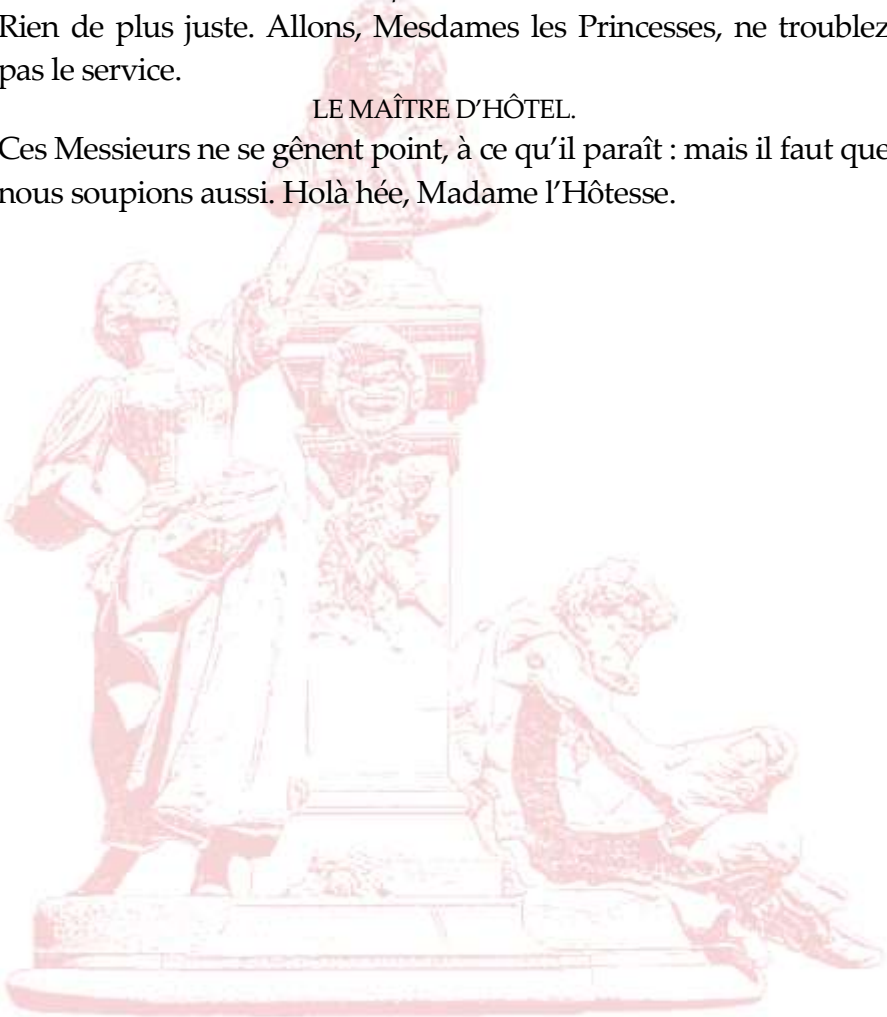 Rien de plus juste. Allons, Mesdames les Princesses, ne troublez
pas le service.
LE MAÎTRE D'HÔTEL.
Ces Messieurs ne se gênent point, à ce qu'il paraît : mais il faut que
nous soupions aussi. Holà hée, Madame l'Hôtesse.